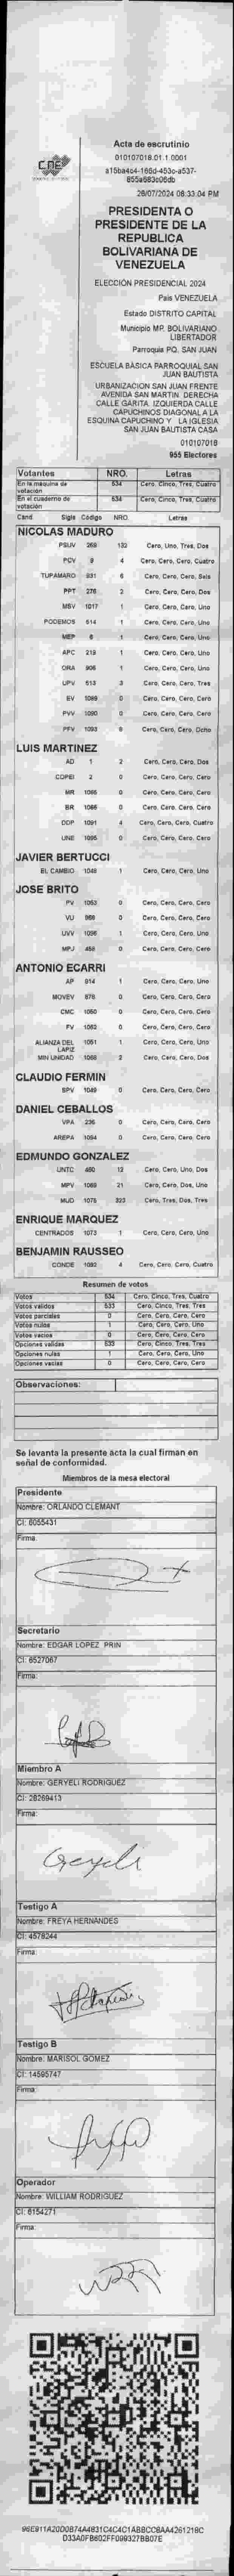 CNE
Acta de escrutinio
010107018.01.1.0001
28/07/2024 08:33:04 PM
PRESIDENTA O
PRESIDENTE DE LA
REPUBLICA
BOLIVARIANA DE
VENEZUELA
ELECCIÓN PRESIDENCIAL 2024
País VENEZUELA
Estado DISTRITO CAPITAL
Municipio MP. BOLIVARIANO
LIBERTADOR
Parroquia PQ. SAN JUAN
ESCUELA BÁSICA PARROQUIAL SAN
JUAN BAUTISTA
URBANIZACION SAN JUAN FRENTE
AVENIDA SAN MARTIN. DERECHA
CALLE GARITA. IZQUIERDA CALLE
CAPUCHINOS DIAGONAL A LA
ESQUINA CAPUCHINO Y LA IGLESIA
SAN JUAN BAUTISTA CASA
010107018
955 Electores
Votantes NRO. Letras
En la máquina de votación 534 Cero, Cinco, Tres, Cuatro
En el cuaderno de votación 534 Cero, Cinco, Tres, Cuatro
Cand. Sigla Código NRO. Letras
NICOLAS MADURO
PSUV 269 132 Cero, Uno, Tres, Dos
PCV 9 4 Cero, Cero, Cero, Cuatro
TUPAMARO 931 6 Cero, Cero, Cero, Seis
PPT 276 2 Cero, Cero, Cero, Dos
MSV 1017 1 Cero, Cero, Cero, Uno
PODEMOS 514 1 Cero, Cero, Cero, Uno
MEP 6 1 Cero, Cero, Cero, Uno
APC 219 1 Cero, Cero, Cero, Uno
ORA 906 1 Cero, Cero, Cero, Uno
UPV 513 3 Cero, Cero, Cero, Tres
EV 1089 0 Cero, Cero, Cero, Cero
PVV 1090 0 Cero, Cero, Cero, Cero
PFV 1093 8 Cero, Cero, Cero, Ocho
LUIS MARTINEZ
AD 1 2 Cero, Cero, Cero, Dos
COPEI 2 0 Cero, Cero, Cero, Cero
MR 1085 0 Cero, Cero, Cero, Cero
BR 1086 0 Cero, Cero, Cero, Cero
DDP 1091 4 Cero, Cero, Cero, Cuatro
UNE 1095 0 Cero, Cero, Cero, Cero
JAVIER BERTUCCI
EL CAMBIO 1048 1 Cero, Cero, Cero, Uno
JOSE BRITO
PV 1053 0 Cero, Cero, Cero, Cero
VU 968 0 Cero, Cero, Cero, Cero
UVV 1096 1 Cero, Cero, Cero, Uno
MPJ 459 0 Cero, Cero, Cero, Cero
ANTONIO ECARRI
AP 914 1 Cero, Cero, Cero, Uno
MOVEV 978 0 Cero, Cero, Cero, Cero
CMC 1050 0 Cero, Cero, Cero, Cero
FV 1052 0 Cero, Cero, Cero, Cero
ALIANZA DEL LAPIZ 1051 1 Cero, Cero, Cero, Uno
MIN UNIDAD 1068 2 Cero, Cero, Cero, Dos
CLAUDIO FERMIN
SPV 1049 0 Cero, Cero, Cero, Cero
DANIEL CEBALLOS
VPA 236 0 Cero, Cero, Cero, Cero
AREPA 1094 0 Cero, Cero, Cero, Cero
EDMUNDO GONZALEZ
UNTC 460 12 Cero, Cero, Uno, Dos
MPV 1069 21 Cero, Cero, Dos, Uno
MUD 1075 323 Cero, Tres, Dos, Tres
ENRIQUE MARQUEZ
CENTRADOS 1073 1 Cero, Cero, Cero, Uno
BENJAMIN RAUSSEO
CONDE 1092 4 Cero, Cero, Cero, Cuatro
Resumen de votos
Votos 534 Cero, Cinco, Tres, Cuatro
Votos validos 533 Cero, Cinco, Tres, Tres
Votos parciales 0 Cero, Cero, Cero, Cero
Votos nulos 1 Cero, Cero, Cero, Uno
Votos vacíos 0 Cero, Cero, Cero, Cero
Opciones validas 533 Cero, Cinco, Tres, Tres
Opciones nulas 1 Cero, Cero, Cero, Uno
Opciones vacías 0 Cero, Cero, Cero, Cero
Observaciones:
Se levanta la presente acta la cual firman en
señal de conformidad.
Miembros de la mesa electoral
Presidente
Nombre: ORLANDO CLEMANT
CI: 6055431
Firma:
Secretario
Nombre: EDGAR LOPEZ PRIN
CI: 6527067
Firma:
Miembro A
Nombre: GERYELI RODRIGUEZ
CI: 28269413
Firma:
Geryeli
Testigo A
Nombre: FREYA HERNANDES
CI: 4578244
Firma:
Testigo B
Nombre: MARISOL GOMEZ
CI: 14595747
Firma:
Operador
Nombre: WILLIAM RODRIGUEZ
CI: 6154271
Firma: